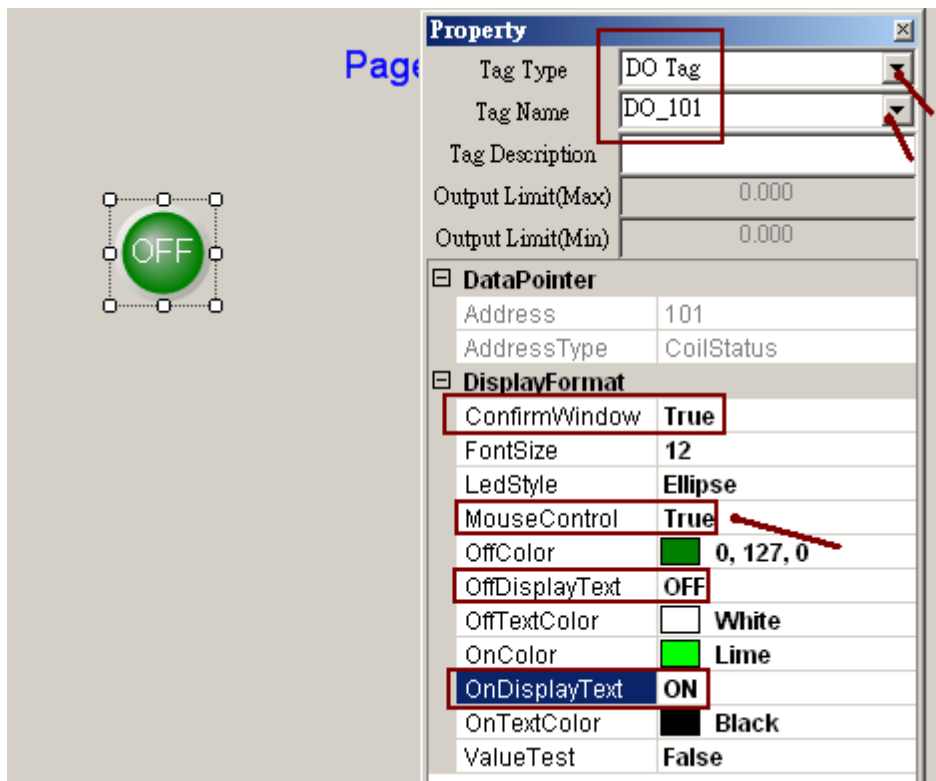 Property
Page
Tag Type DO Tag
Tag Name DO_101
Tag Description
Output Limit(Max) 0.000
Output Limit(Min) 0.000
OFF
DataPointer
Address 101
AddressType CoilStatus
DisplayFormat
ConfirmWindow True
FontSize 12
LedStyle Ellipse
MouseControl True
OffColor 0, 127, 0
OffDisplayText OFF
OffTextColor White
OnColor Lime
OnDisplayText ON
OnTextColor Black
ValueTest False